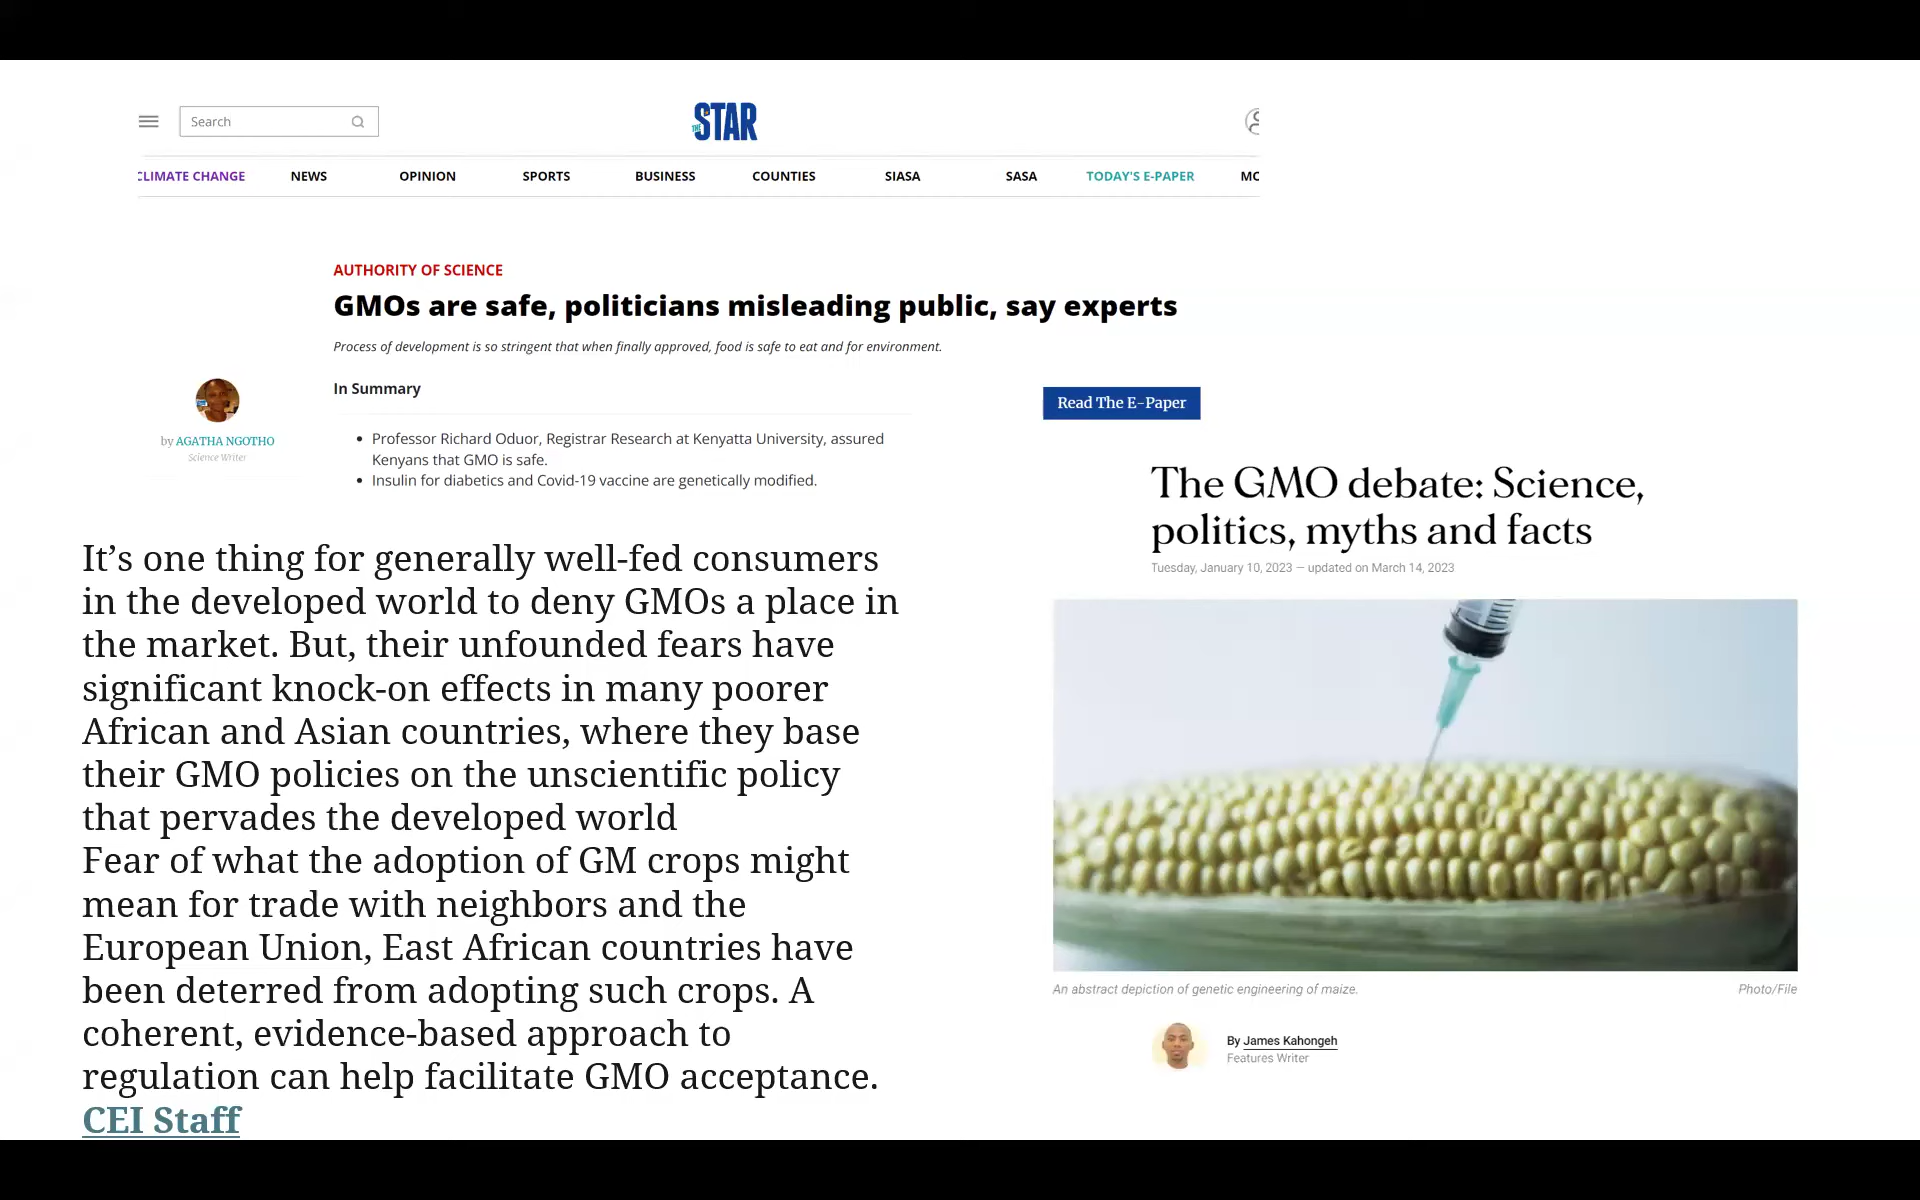 Search
THE STAR
CLIMATE CHANGE NEWS OPINION SPORTS BUSINESS COUNTIES SIASA SASA TODAY'S E-PAPER MO
AUTHORITY OF SCIENCE
GMOs are safe, politicians misleading public, say experts
Process of development is so stringent that when finally approved, food is safe to eat and for environment.
In Summary
by AGATHA NGOTHO
Science Writer
• Professor Richard Oduor, Registrar Research at Kenyatta University, assured
Kenyans that GMO is safe.
• Insulin for diabetics and Covid-19 vaccine are genetically modified.
Read The E-Paper
It’s one thing for generally well-fed consumers
in the developed world to deny GMOs a place in
the market. But, their unfounded fears have
significant knock-on effects in many poorer
African and Asian countries, where they base
their GMO policies on the unscientific policy
that pervades the developed world
Fear of what the adoption of GM crops might
mean for trade with neighbors and the
European Union, East African countries have
been deterred from adopting such crops. A
coherent, evidence-based approach to
regulation can help facilitate GMO acceptance.
CEI Staff
The GMO debate: Science,
politics, myths and facts
Tuesday, January 10, 2023 — updated on March 14, 2023
An abstract depiction of genetic engineering of maize.
Photo/File
By James Kahongeh
Features Writer